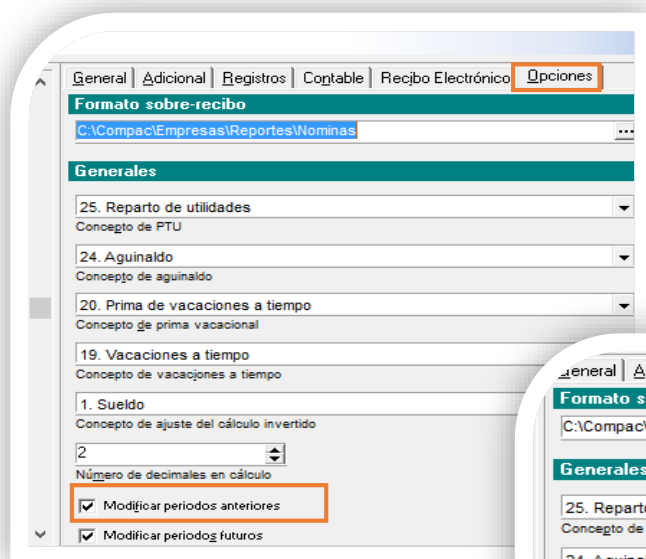 General Adicional Registros Contable Recibo Electrónico Opciones
Formato sobre-recibo
C:\Compac\Empresas\Reportes\Nominas
...
Generales
25. Reparto de utilidades
Concepto de PTU
24. Aguinaldo
Concepto de aguinaldo
20. Prima de vacaciones a tiempo
Concepto de prima vacacional
19. Vacaciones a tiempo
Concepto de vacaciones a tiempo
1. Sueldo
Concepto de ajuste del cálculo invertido
2
Número de decimales en cálculo
Modificar periodos anteriores
Modificar periodos futuros
General A
Formato s
C:\Compac\
Generales
25. Reparto
Concepto de